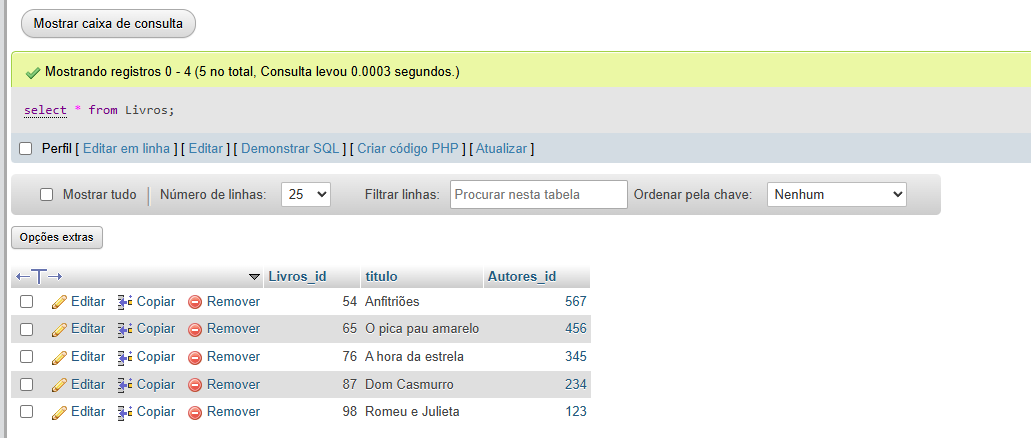 Mostrar caixa de consulta
Mostrando registros 0 - 4 (5 no total, Consulta levou 0.0003 segundos.)
select * from Livros;
Perfil [ Editar em linha ] [ Editar ] [ Demonstrar SQL ] [ Criar código PHP ] [ Atualizar ]
Mostrar tudo Número de linhas: 25 Filtrar linhas: Procurar nesta tabela Ordenar pela chave: Nenhum
Opções extras
Livros_id titulo Autores_id
Editar Copiar Remover 54 Anfitriões 567
Editar Copiar Remover 65 O pica pau amarelo 456
Editar Copiar Remover 76 A hora da estrela 345
Editar Copiar Remover 87 Dom Casmurro 234
Editar Copiar Remover 98 Romeu e Julieta 123